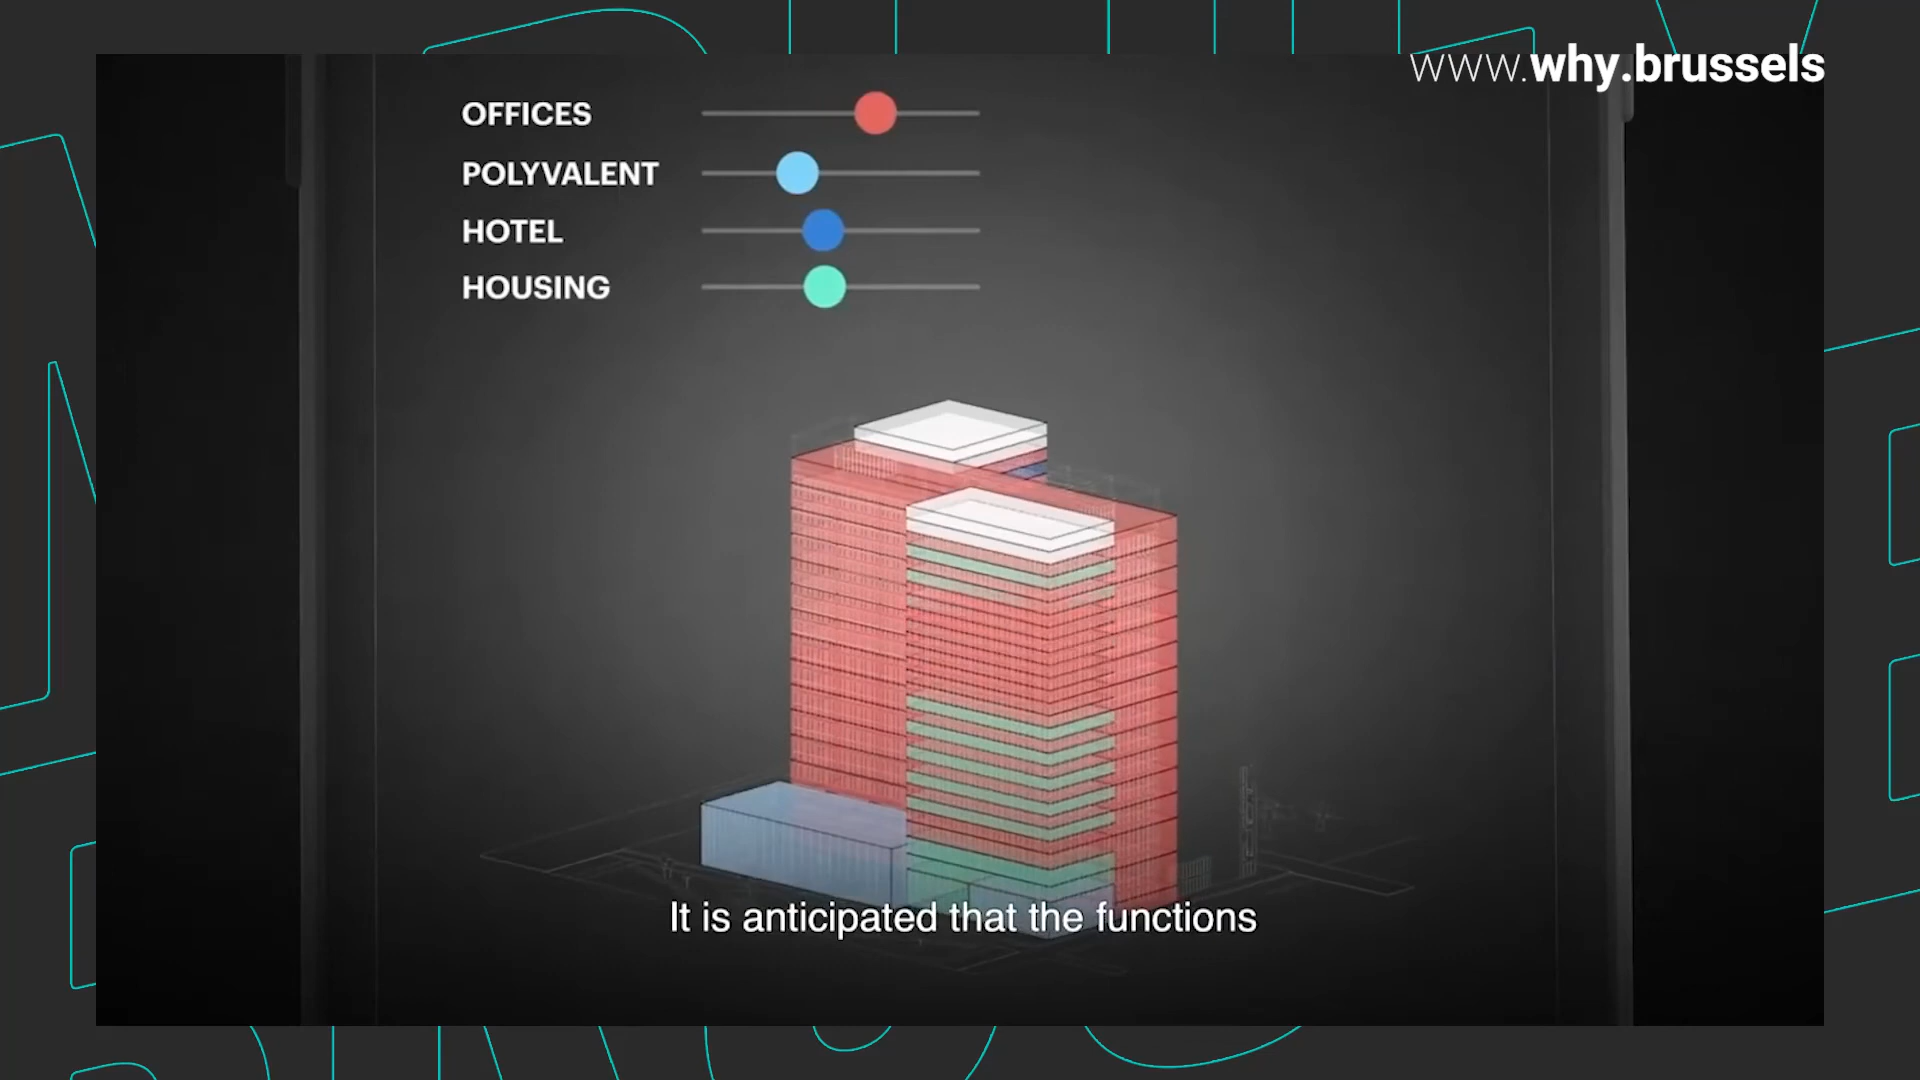 www.why.brussels
OFFICES
POLYVALENT
HOTEL
HOUSING
It is anticipated that the functions